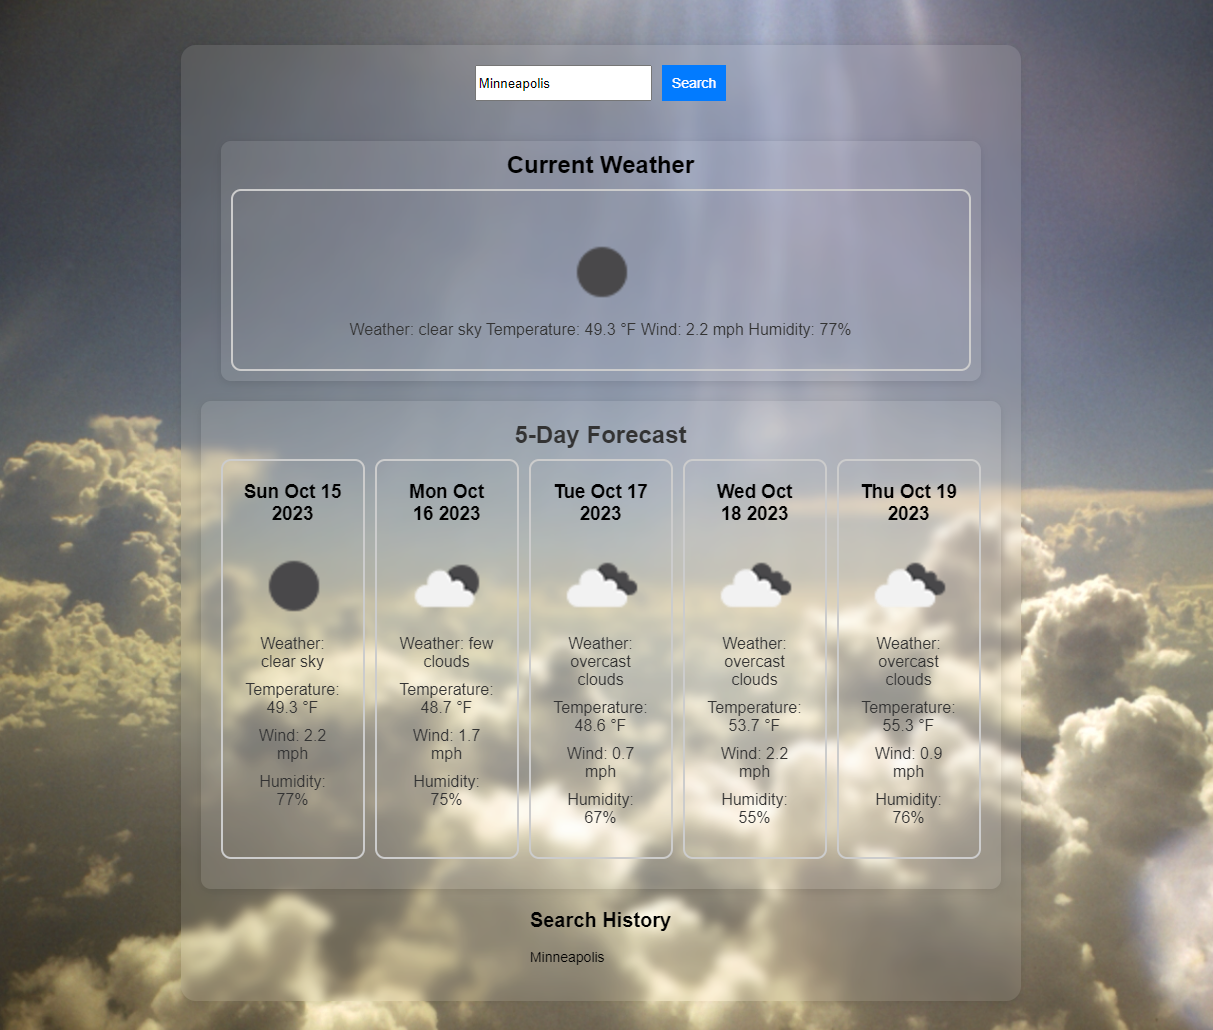 Minneapolis
Search
Current Weather
Weather: clear sky Temperature: 49.3 °F Wind: 2.2 mph Humidity: 77%
5-Day Forecast
Sun Oct 15
2023
Weather:
clear sky
Temperature:
49.3 °F
Wind: 2.2
mph
Humidity:
77%
Mon Oct
16 2023
Weather: few
clouds
Temperature:
48.7 °F
Wind: 1.7
mph
Humidity:
75%
Tue Oct 17
2023
Weather:
overcast
clouds
Temperature:
48.6 °F
Wind: 0.7
mph
Humidity:
67%
Wed Oct
18 2023
Weather:
overcast
clouds
Temperature:
53.7 °F
Wind: 2.2
mph
Humidity:
55%
Thu Oct 19
2023
Weather:
overcast
clouds
Temperature:
55.3 °F
Wind: 0.9
mph
Humidity:
76%
Search History
Minneapolis